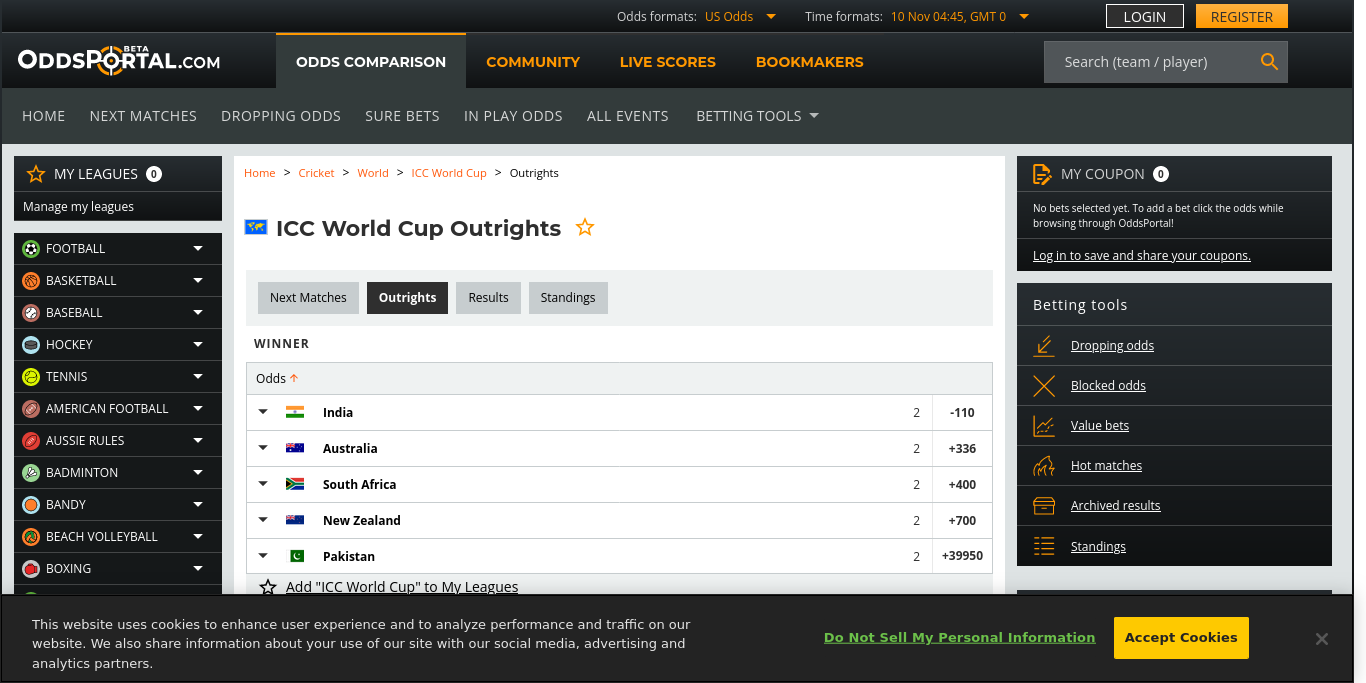 Odds formats: US Odds Time formats: 10 Nov 04:45, GMT 0 LOGIN REGISTER
ODDSPORTAL.COM BETA ODDS COMPARISON COMMUNITY LIVE SCORES BOOKMAKERS Search (team / player)
HOME NEXT MATCHES DROPPING ODDS SURE BETS IN PLAY ODDS ALL EVENTS BETTING TOOLS
MY LEAGUES 0
Manage my leagues
FOOTBALL
BASKETBALL
BASEBALL
HOCKEY
TENNIS
AMERICAN FOOTBALL
AUSSIE RULES
BADMINTON
BANDY
BEACH VOLLEYBALL
BOXING
Home > Cricket > World > ICC World Cup > Outrights
ICC World Cup Outrights
Next Matches Outrights Results Standings
WINNER
Odds
India 2 -110
Australia 2 +336
South Africa 2 +400
New Zealand 2 +700
Pakistan 2 +39950
Add "ICC World Cup" to My Leagues
MY COUPON 0
No bets selected yet. To add a bet click the odds while
browsing through OddsPortal!
Log in to save and share your coupons.
Betting tools
Dropping odds
Blocked odds
Value bets
Hot matches
Archived results
Standings
This website uses cookies to enhance user experience and to analyze performance and traffic on our
website. We also share information about your use of our site with our social media, advertising and
analytics partners.
Do Not Sell My Personal Information Accept Cookies